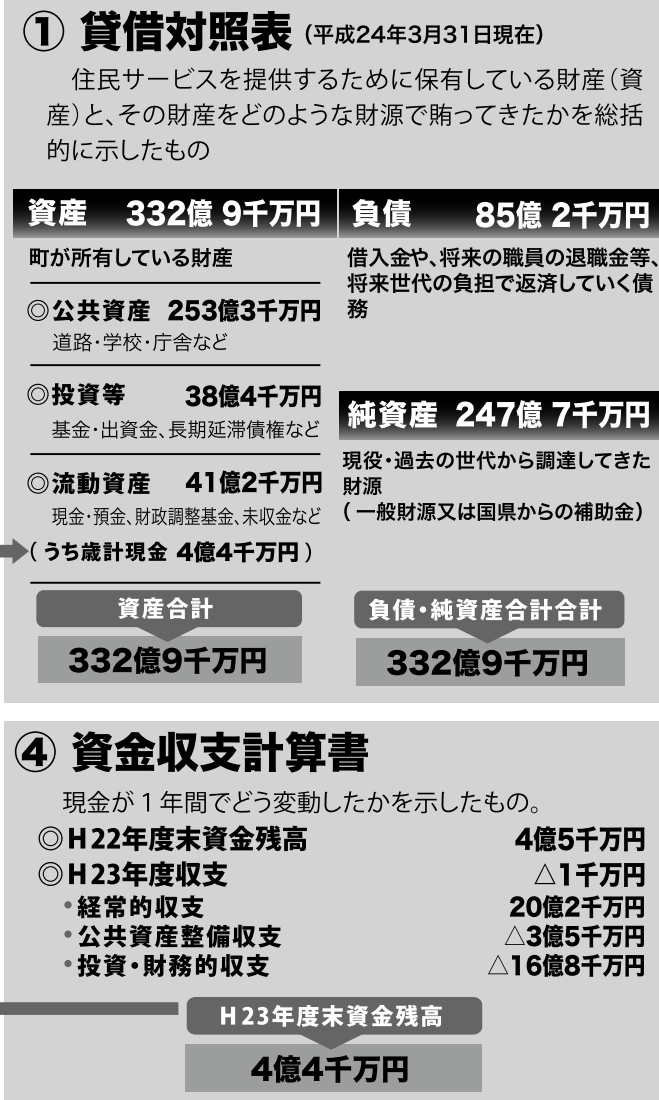 ① 貸借対照表（平成24年3月31日現在）
住民サービスを提供するために保有している財産（資
産）と、その財産をどのような財源で賄ってきたかを総括
的に示したもの
資産 332億 9千万円
町が所有している財産
◎公共資産 253億3千万円
道路・学校・庁舎など
◎投資等 38億4千万円
基金・出資金、長期延滞債権など
◎流動資産 41億2千万円
現金・預金、財政調整基金、未収金など
（うち歳計現金 4億4千万円）
資産合計
332億9千万円
負債 85億 2千万円
借入金や、将来の職員の退職金等、
将来世代の負担で返済していく債
務
純資産 247億 7千万円
現役・過去の世代から調達してきた
財源
（一般財源又は国県からの補助金）
負債・純資産合計合計
332億9千万円
④ 資金収支計算書
現金が１年間でどう変動したかを示したもの。
◎H22年度末資金残高 4億5千万円
◎H23年度収支 △1千万円
・経常的収支 20億2千万円
・公共資産整備収支 △3億5千万円
・投資・財務的収支 △16億8千万円
H23年度末資金残高
4億4千万円